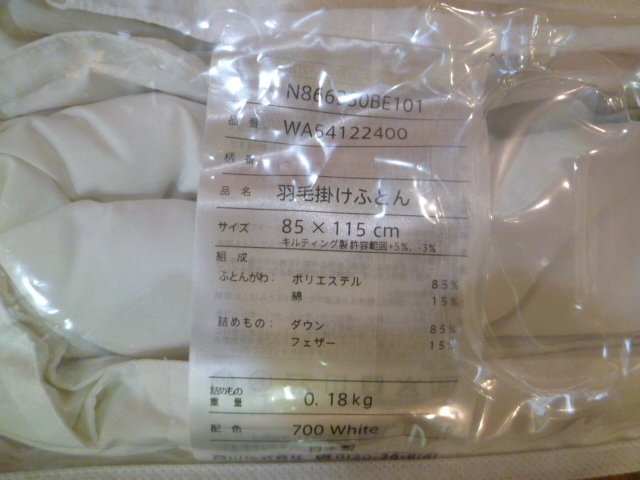 品番 WA54122400
柄番
品名 羽毛掛けふとん
サイズ 85 × 115 cm
キルティング製 許容範囲+5%, -3%
組成
ふとんがわ: ポリエステル 85%
綿 15%
詰めもの: ダウン 85%
フェザー 15%
詰めもの
重量 0.18kg
配色 700 White
日本製